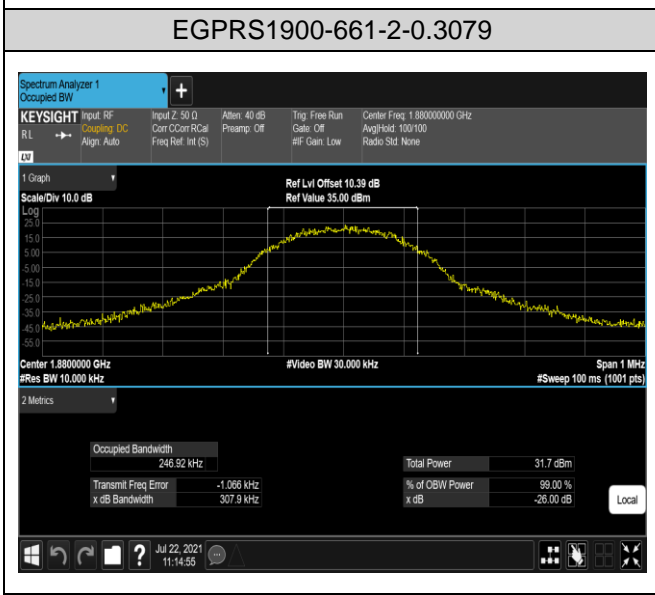 EGPRS1900-661-2-0.3079
Spectrum Analyzer 1
Occupied BW
+
KEYSIGHT
R L
LXI
Input: RF
Coupling: DC
Align: Auto
Input Z: 50 Ω
Corr CCorr RCal
Freq Ref: Int (S)
Atten: 40 dB
Preamp: Off
Trig: Free Run
Gate: Off
#IF Gain: Low
Center Freq: 1.880000000 GHz
Avg|Hold: 100/100
Radio Std: None
1 Graph
Scale/Div 10.0 dB
Ref Lvl Offset 10.39 dB
Ref Value 35.00 dBm
Log
25.0
15.0
5.00
-5.00
-15.0
-25.0
-35.0
-45.0
-55.0
Center 1.8800000 GHz
#Res BW 10.000 kHz
#Video BW 30.000 kHz
Span 1 MHz
#Sweep 100 ms (1001 pts)
2 Metrics
Occupied Bandwidth
246.92 kHz
Transmit Freq Error -1.066 kHz
x dB Bandwidth 307.9 kHz
Total Power 31.7 dBm
% of OBW Power 99.00 %
x dB -26.00 dB
Local
?
Jul 22, 2021
11:14:55